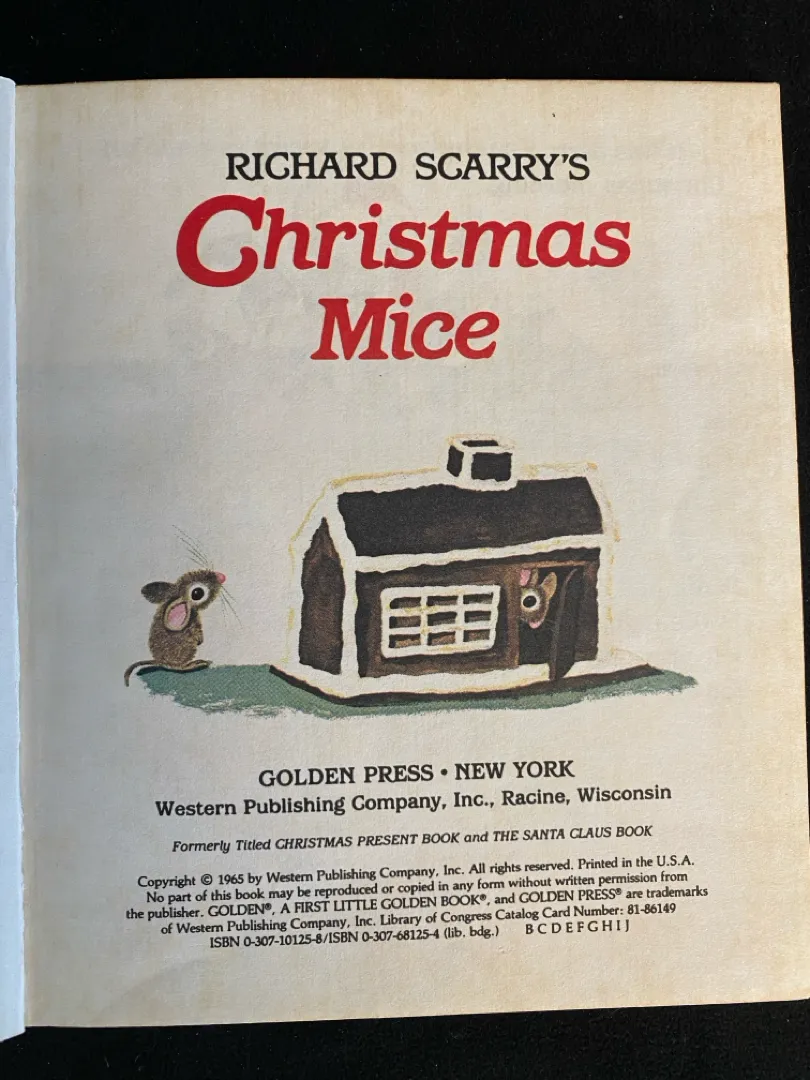 RICHARD SCARRY'S
Christmas
Mice
GOLDEN PRESS • NEW YORK
Western Publishing Company, Inc., Racine, Wisconsin
Formerly Titled CHRISTMAS PRESENT BOOK and THE SANTA CLAUS BOOK
Copyright © 1965 by Western Publishing Company, Inc. All rights reserved. Printed in the U.S.A.
No part of this book may be reproduced or copied in any form without written permission from
the publisher. GOLDEN®, A FIRST LITTLE GOLDEN BOOK®, and GOLDEN PRESS® are trademarks
of Western Publishing Company, Inc. Library of Congress Catalog Card Number: 81-86149
ISBN 0-307-10125-8/ISBN 0-307-68125-4 (lib. bdg.) B C D E F G H I J